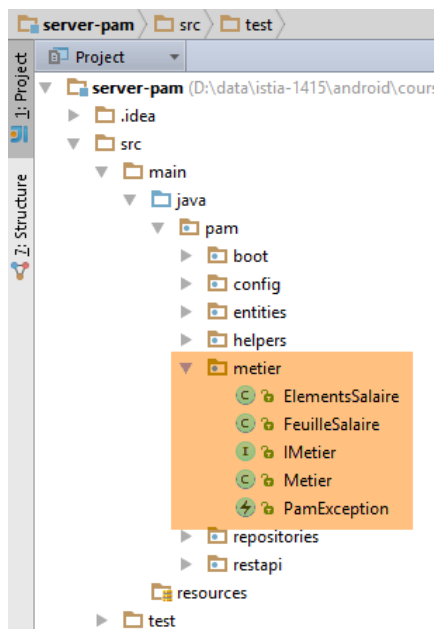 server-pam src test
Project
1: Project
7: Structure
server-pam (D:\data\istia-1415\android\cours
.idea
src
main
java
pam
boot
config
entities
helpers
metier
C ElementsSalaire
C FeuilleSalaire
I IMetier
C Metier
PamException
repositories
restapi
resources
test